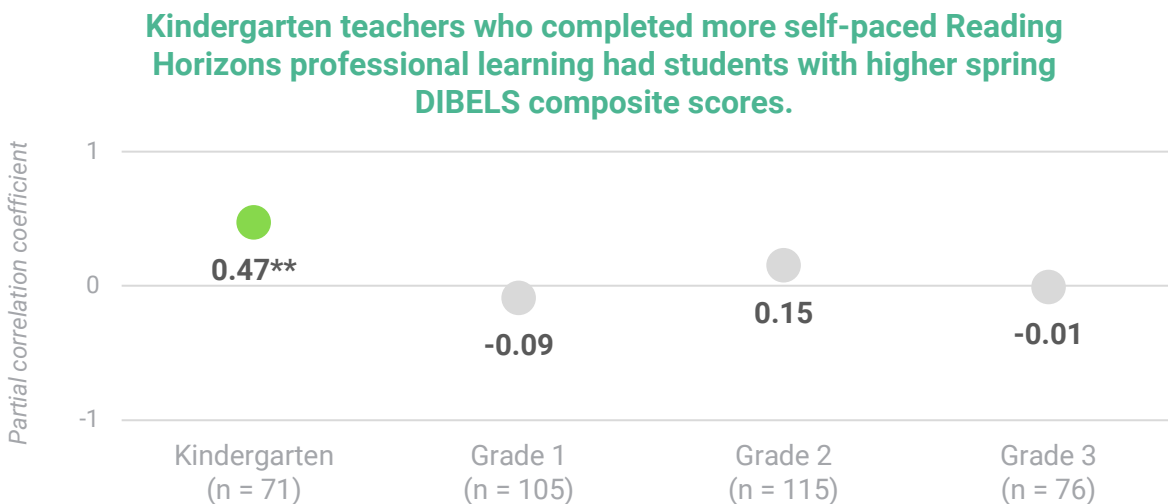 Kindergarten teachers who completed more self-paced Reading
Horizons professional learning had students with higher spring
DIBELS composite scores.
Partial correlation coefficient
1
0.47**
0
-0.09
0.15
-0.01
-1
Kindergarten
(n = 71)
Grade 1
(n = 105)
Grade 2
(n = 115)
Grade 3
(n = 76)